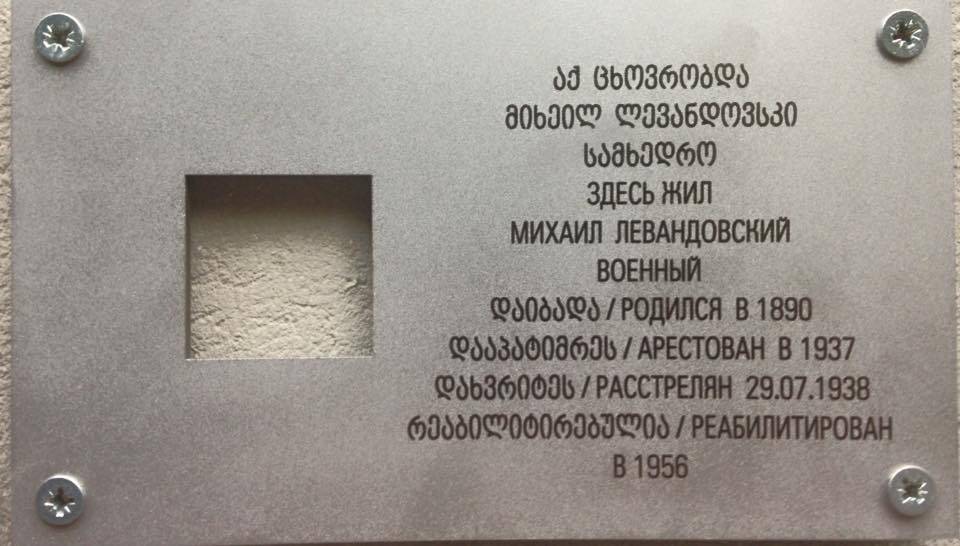 აქ ცხოვრობდა
მიხეილ ლევანდოვსკი
სამხედრო
ЗДЕСЬ ЖИЛ
МИХАИЛ ЛЕВАНДОВСКИЙ
ВОЕННЫЙ
დაიბადა / РОДИЛСЯ В 1890
დააპატიმრეს / АРЕСТОВАН В 1937
დახვრიტეს / РАССТРЕЛЯН 29.07.1938
რეაბილიტირებულია / РЕАБИЛИТИРОВАН
В 1956